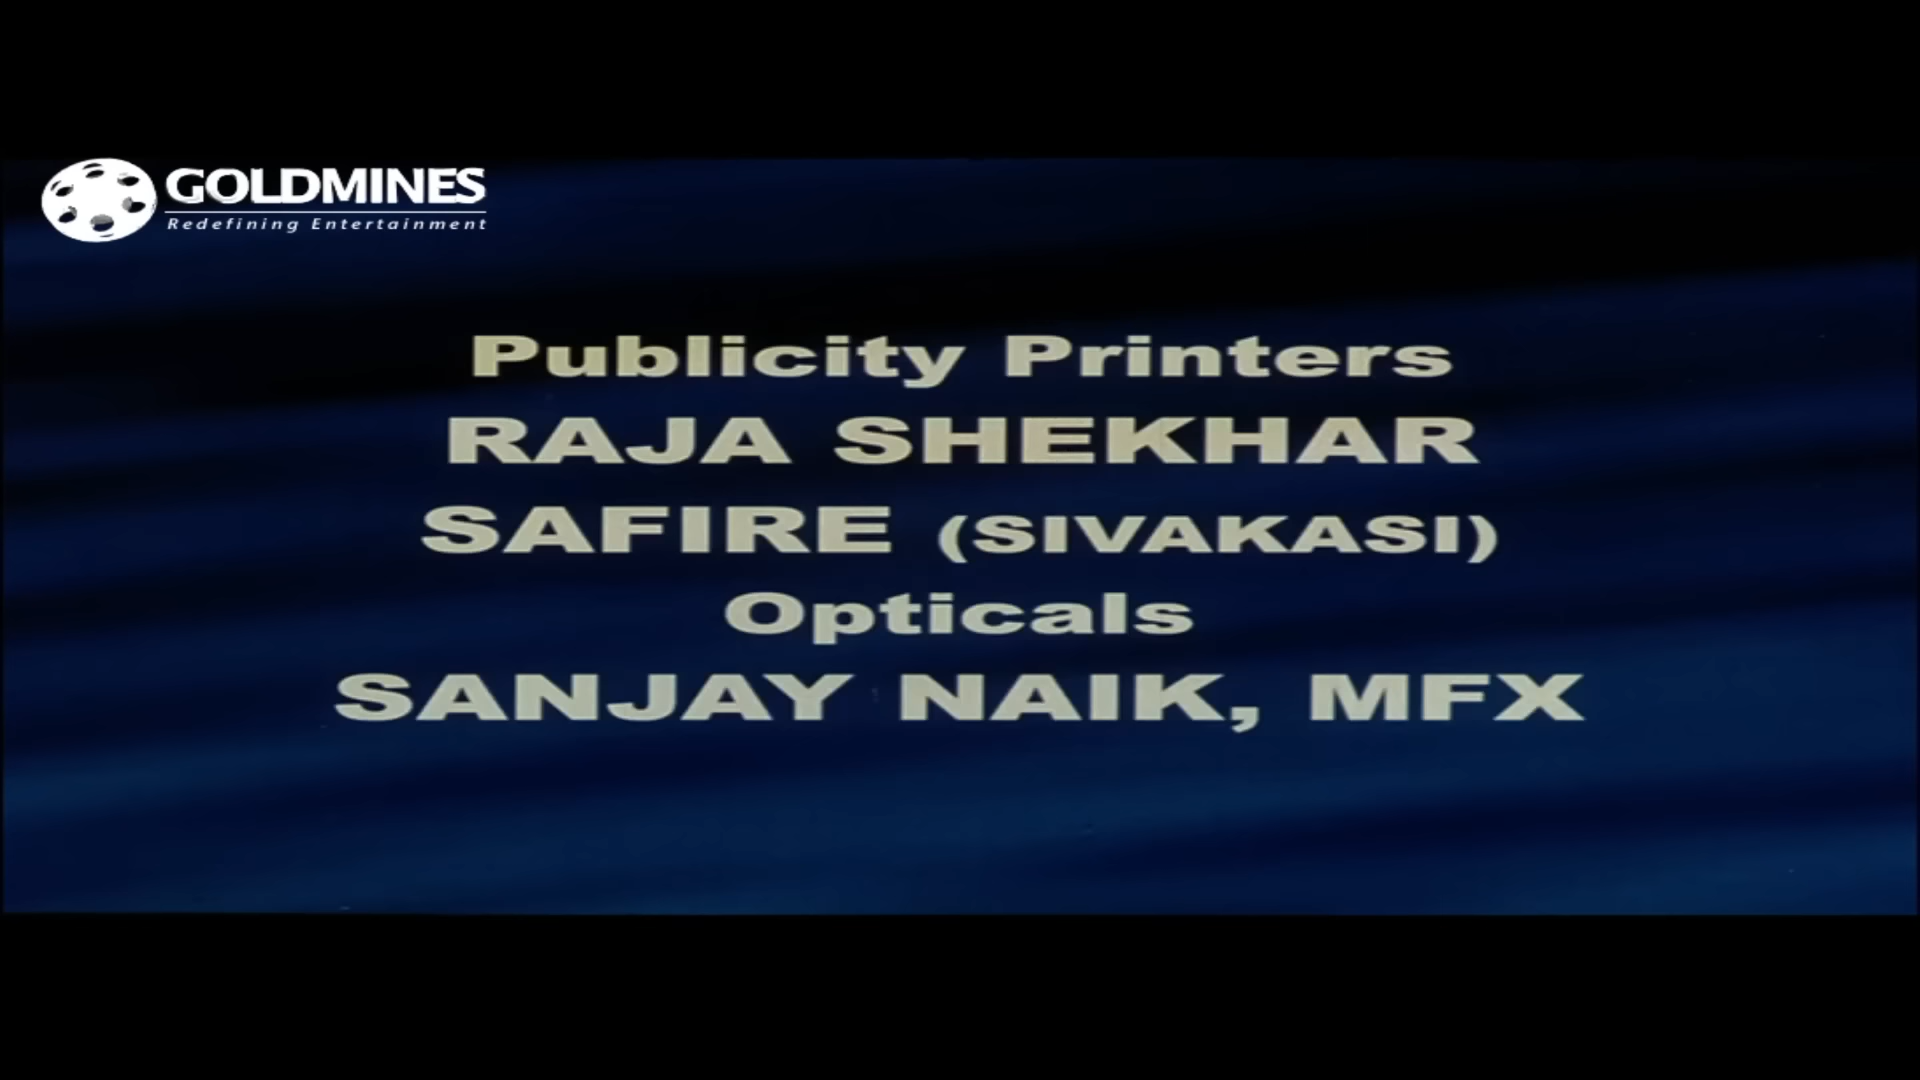 GOLDMINES
Redefining Entertainment
Publicity Printers
RAJA SHEKHAR
SAFIRE (SIVAKASI)
Opticals
SANJAY NAIK, MFX